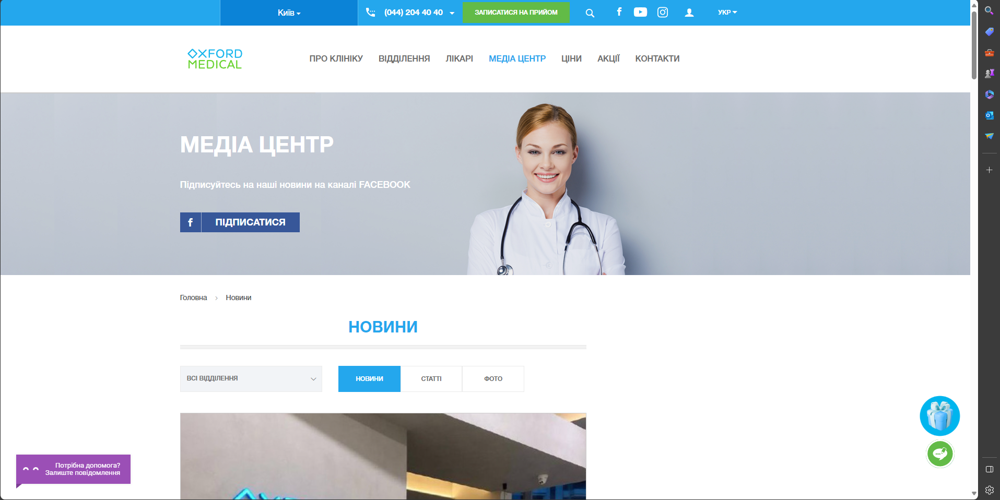 Київ
(044) 204 40 40
ЗАПИСАТИСЯ НА ПРИЙОМ
УКР
OXFORD
MEDICAL
ПРО КЛІНІКУ
ВІДДІЛЕННЯ
ЛІКАРІ
МЕДІА ЦЕНТР
ЦІНИ
АКЦІЇ
КОНТАКТИ
МЕДІА ЦЕНТР
Підписуйтесь на наші новини на каналі FACEBOOK
f ПІДПИСАТИСЯ
Головна > Новини
НОВИНИ
ВСІ ВІДДІЛЕННЯ
НОВИНИ
СТАТТІ
ФОТО
Потрібна допомога?
Залиште повідомлення